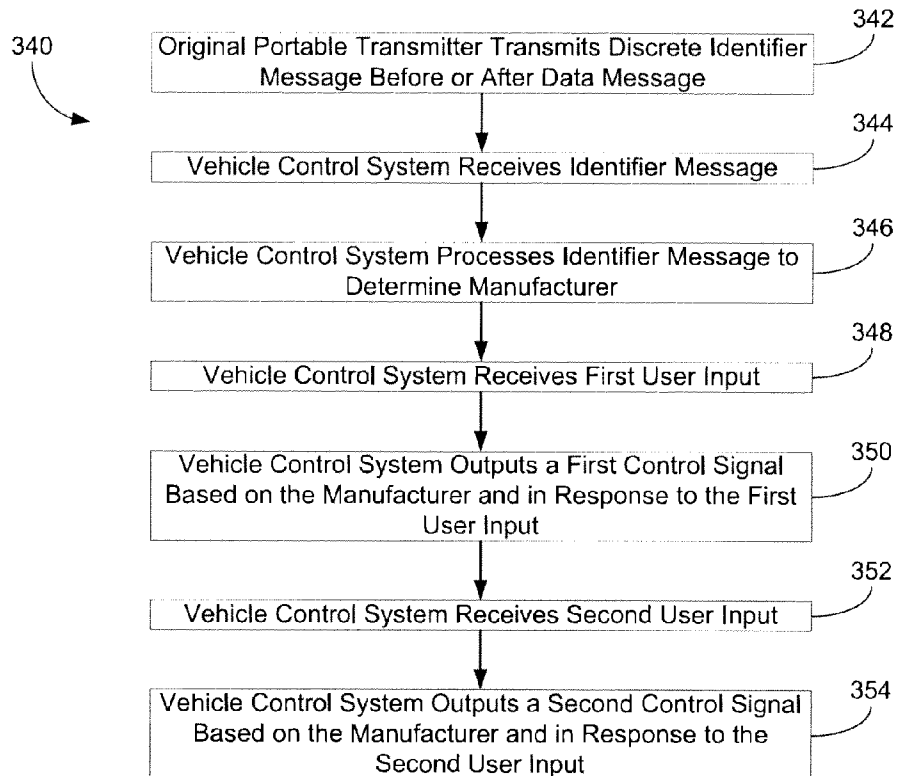 342
340
Original Portable Transmitter Transmits Discrete Identifier
Message Before or After Data Message
344
Vehicle Control System Receives Identifier Message
346
Vehicle Control System Processes Identifier Message to
Determine Manufacturer
348
Vehicle Control System Receives First User Input
350
Vehicle Control System Outputs a First Control Signal
Based on the Manufacturer and in Response to the First
User Input
352
Vehicle Control System Receives Second User Input
354
Vehicle Control System Outputs a Second Control Signal
Based on the Manufacturer and in Response to the
Second User Input